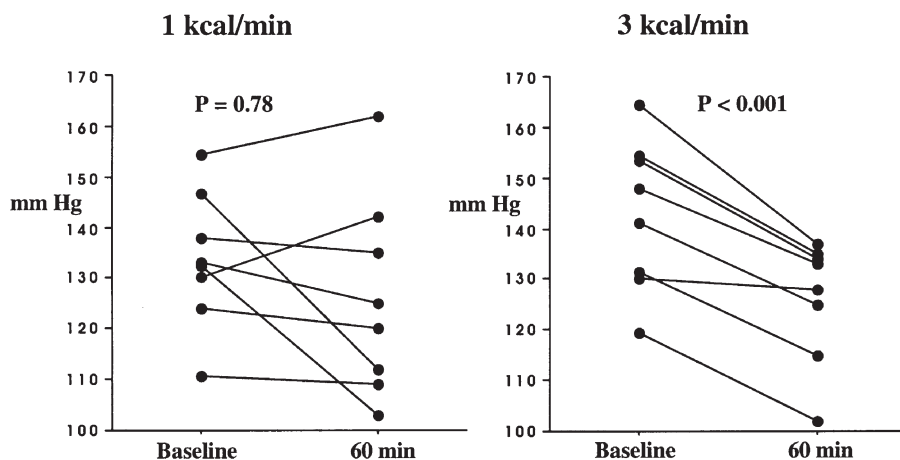 1 kcal/min
3 kcal/min
170
160
150
140
130
120
110
100
mm Hg
P = 0.78
Baseline
60 min
170
160
150
140
130
120
110
100
mm Hg
P < 0.001
Baseline
60 min